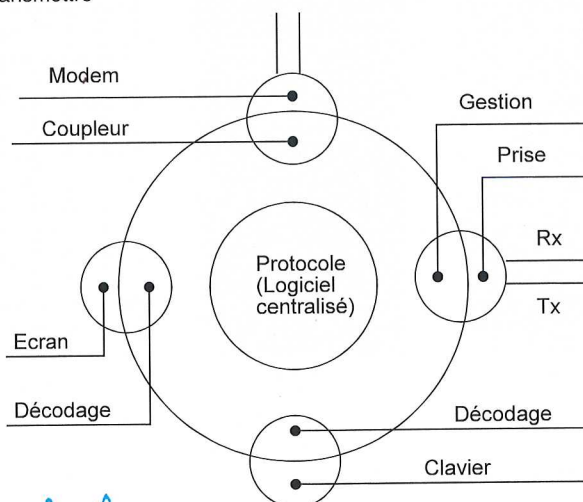 Modem
Coupleur
Gestion
Prise
Protocole
(Logiciel
centralisé)
Rx
Tx
Ecran
Décodage
Décodage
Clavier